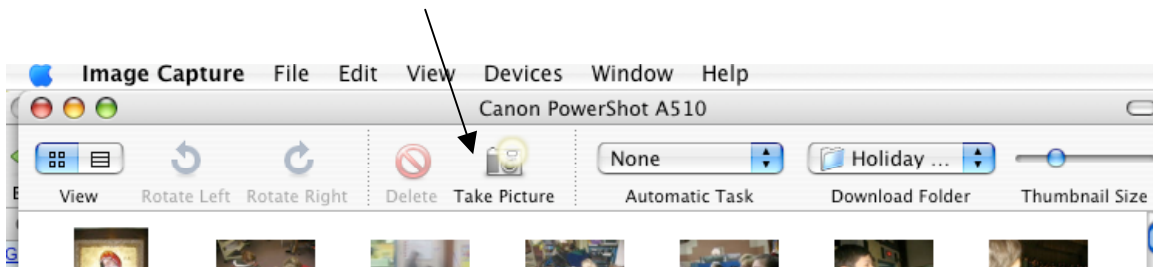 Image Capture File Edit View Devices Window Help
Canon PowerShot A510
None Holiday ...
View Rotate Left Rotate Right Delete Take Picture Automatic Task Download Folder Thumbnail Size